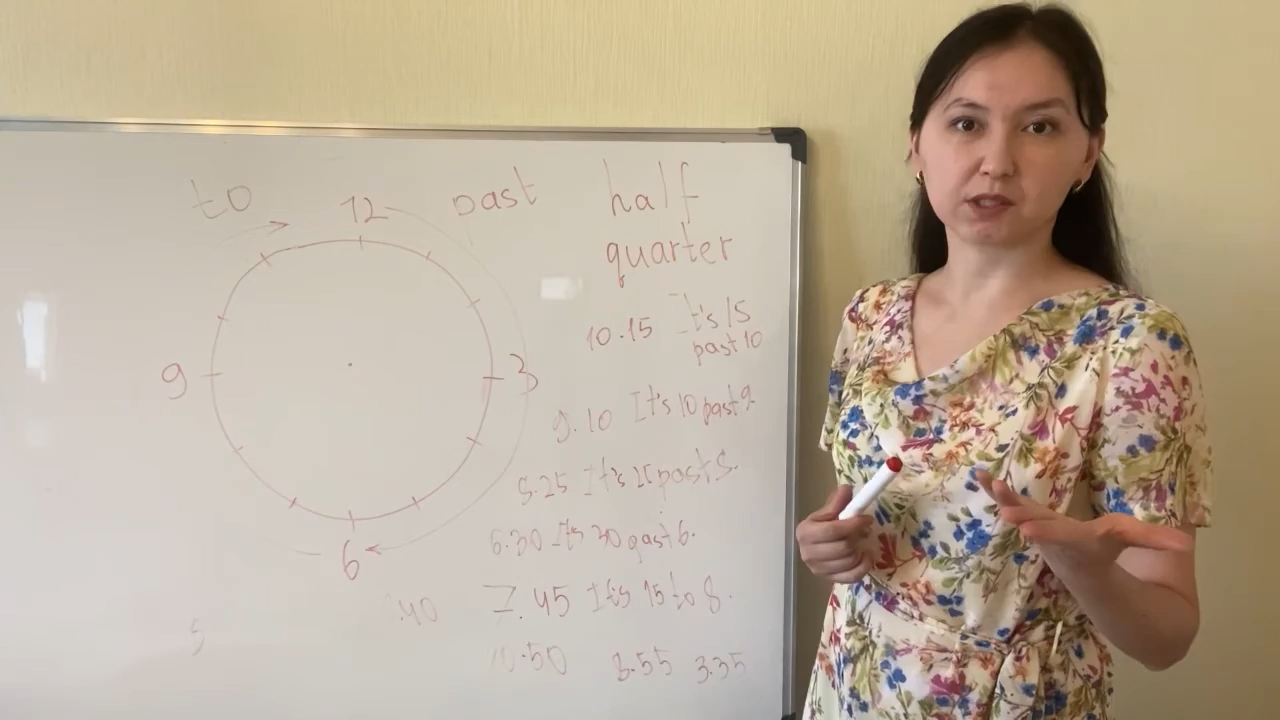 to
past
12
9
3
6
half
quarter
10.15 It's 15
past 10
9.10 It's 10 past 9.
5.25 It's 25 past 5.
6.30 It's 30 past 6.
7.45 It's 15 to 8.
40
10.50 8.55 3.35
5